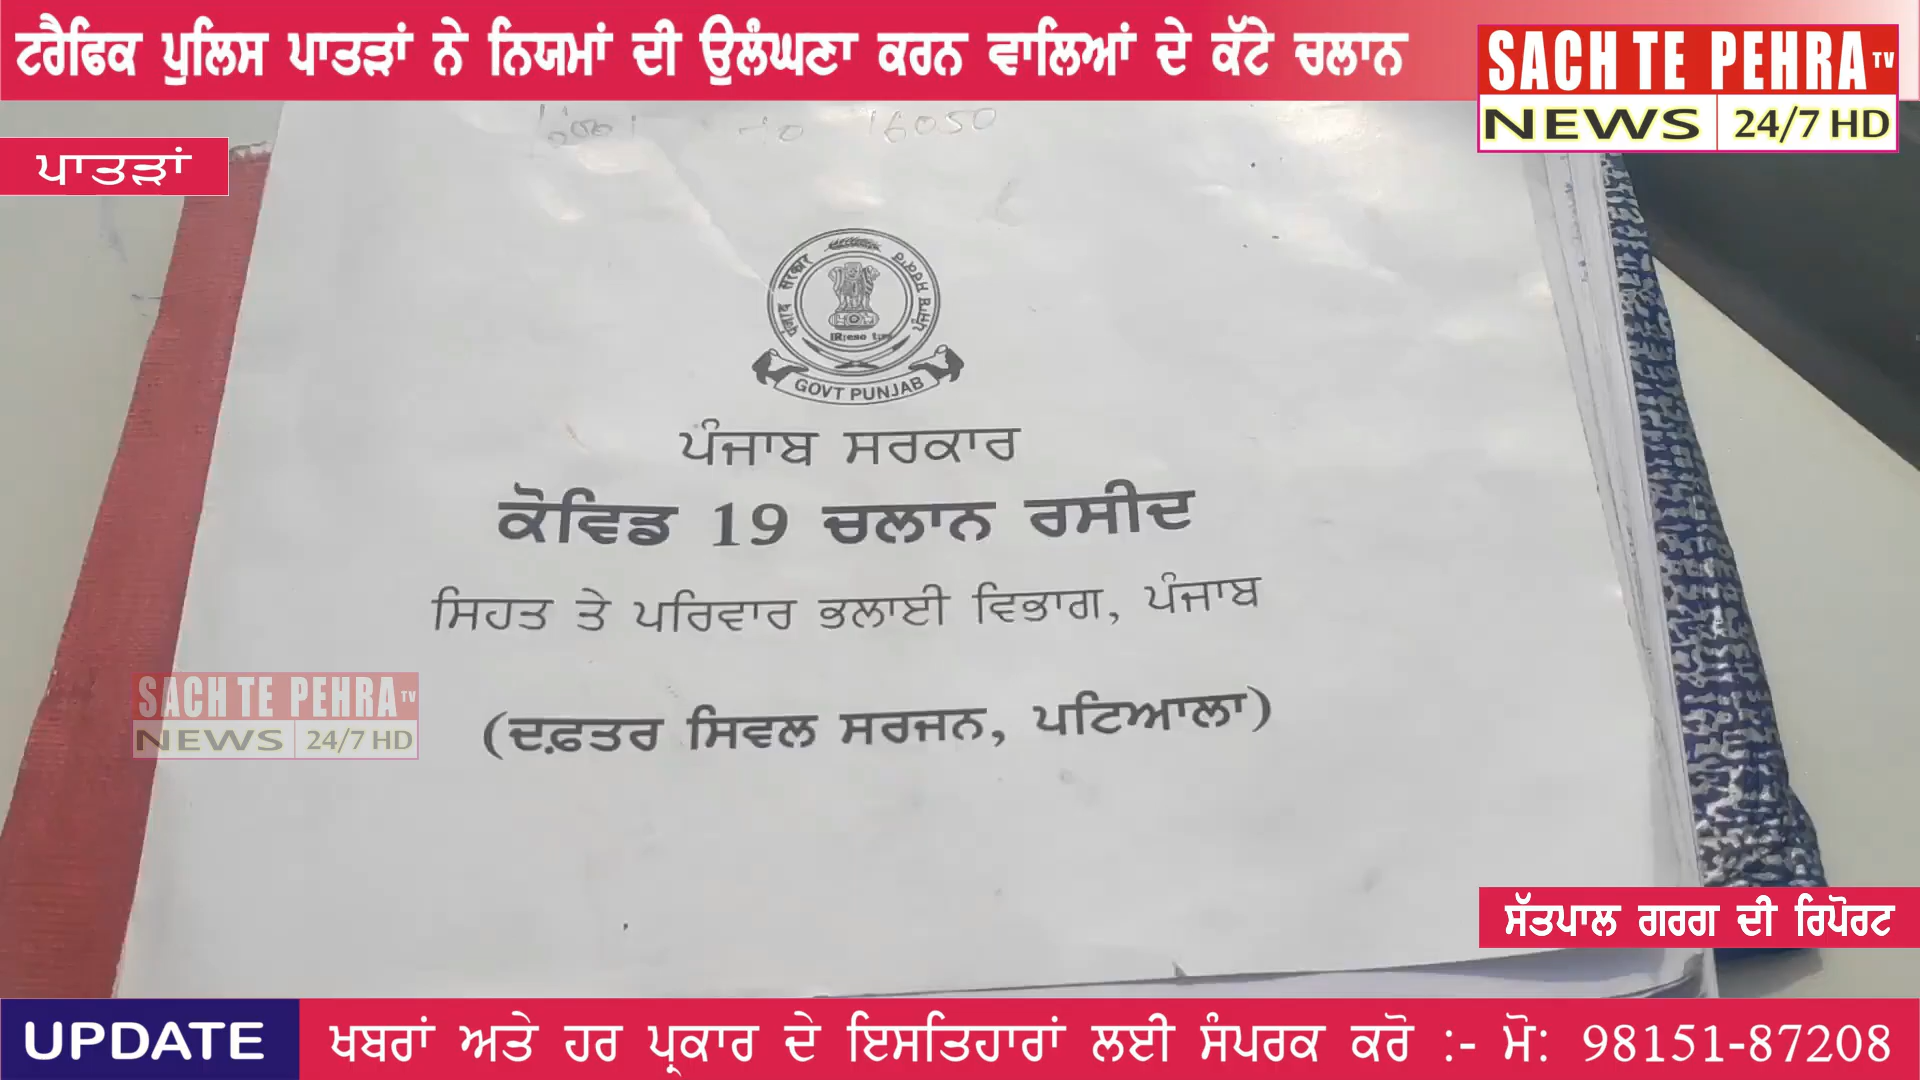 ਟਰੈਫਿਕ ਪੁਲਿਸ ਪਾਤੜਾਂ ਨੇ ਨਿਯਮਾਂ ਦੀ ਉਲੰਘਣਾ ਕਰਨ ਵਾਲਿਆਂ ਦੇ ਕੱਟੇ ਚਲਾਨ
SACH TE PEHRA TV
NEWS 24/7 HD
ਪਾਤੜਾਂ
16050
ਪੰਜਾਬ ਸਰਕਾਰ
GOVT PUNJAB
ਪੰਜਾਬ ਸਰਕਾਰ
ਕੋਵਿਡ 19 ਚਲਾਨ ਰਸੀਦ
ਸਿਹਤ ਤੇ ਪਰਿਵਾਰ ਭਲਾਈ ਵਿਭਾਗ, ਪੰਜਾਬ
(ਦਫ਼ਤਰ ਸਿਵਲ ਸਰਜਨ, ਪਟਿਆਲਾ)
SACH TE PEHRA TV
NEWS 24/7 HD
ਸੱਤਪਾਲ ਗਰਗ ਦੀ ਰਿਪੋਰਟ
UPDATE ਖਬਰਾਂ ਅਤੇ ਹਰ ਪ੍ਰਕਾਰ ਦੇ ਇਸਤਿਹਾਰਾਂ ਲਈ ਸੰਪਰਕ ਕਰੋ :- ਮੋ: 98151-87208